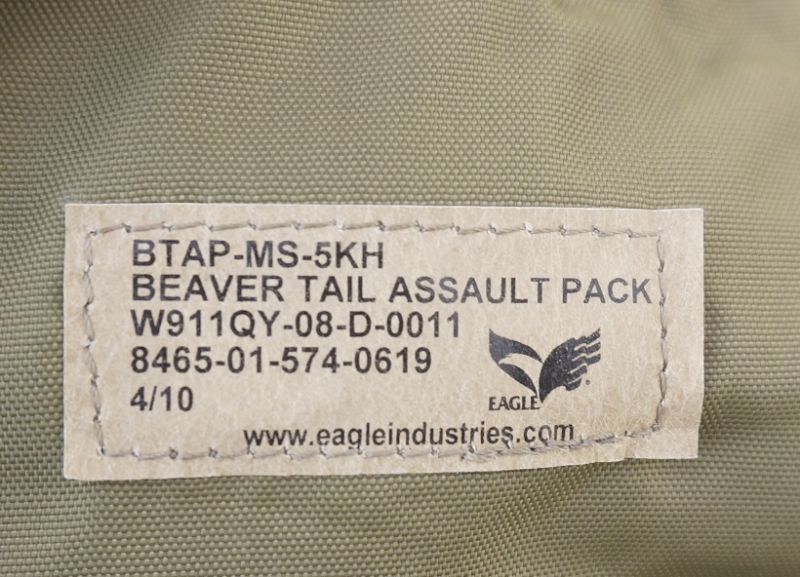 BTAP-MS-5KH
BEAVER TAIL ASSAULT PACK
W911QY-08-D-0011
8465-01-574-0619
4/10
EAGLE
www.eagleindustries.com